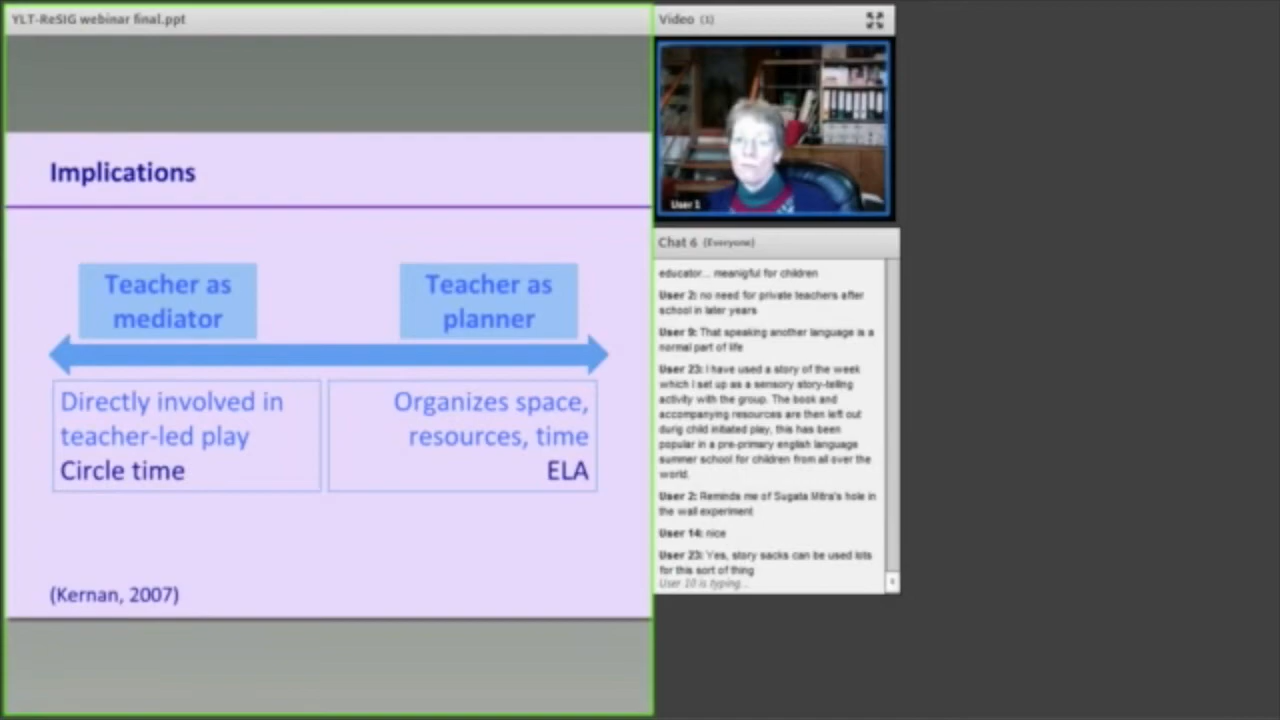 YLT-ReSIG webinar final.ppt
Implications
Teacher as
mediator
Teacher as
planner
Directly involved in
teacher-led play
Circle time
Organizes space,
resources, time
ELA
(Kernan, 2007)
Video (1)
User 1
Chat 6 (Everyone)
educator... meanigful for children
User 2: no need for private teachers after
school in later years
User 9: That speaking another language is a
normal part of life
User 23: I have used a story of the week
which I set up as a sensory story-telling
activity with the group. The book and
accompanying resources are then left out
durig child initiated play, this has been
popular in a pre-primary english language
summer school for children from all over the
world.
User 2: Reminds me of Sugata Mitra's hole in
the wall experiment
User 14: nice
User 23: Yes, story sacks can be used lots
for this sort of thing
User 10 is typing...